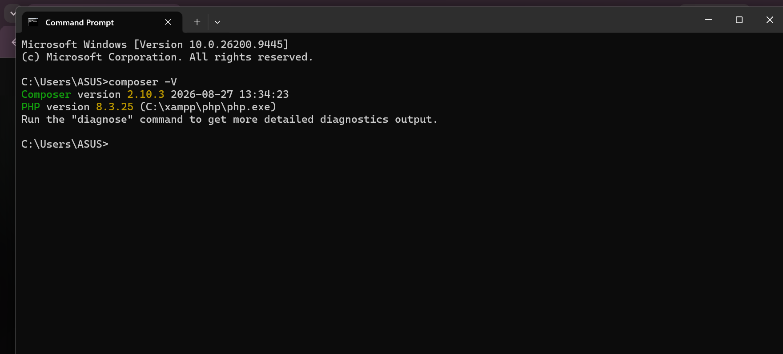 Command Prompt
Microsoft Windows [Version 10.0.26200.9445]
(c) Microsoft Corporation. All rights reserved.
C:\Users\ASUS>composer -V
Composer version 2.10.3 2026-08-27 13:34:23
PHP version 8.3.25 (C:\xampp\php\php.exe)
Run the "diagnose" command to get more detailed diagnostics output.
C:\Users\ASUS>